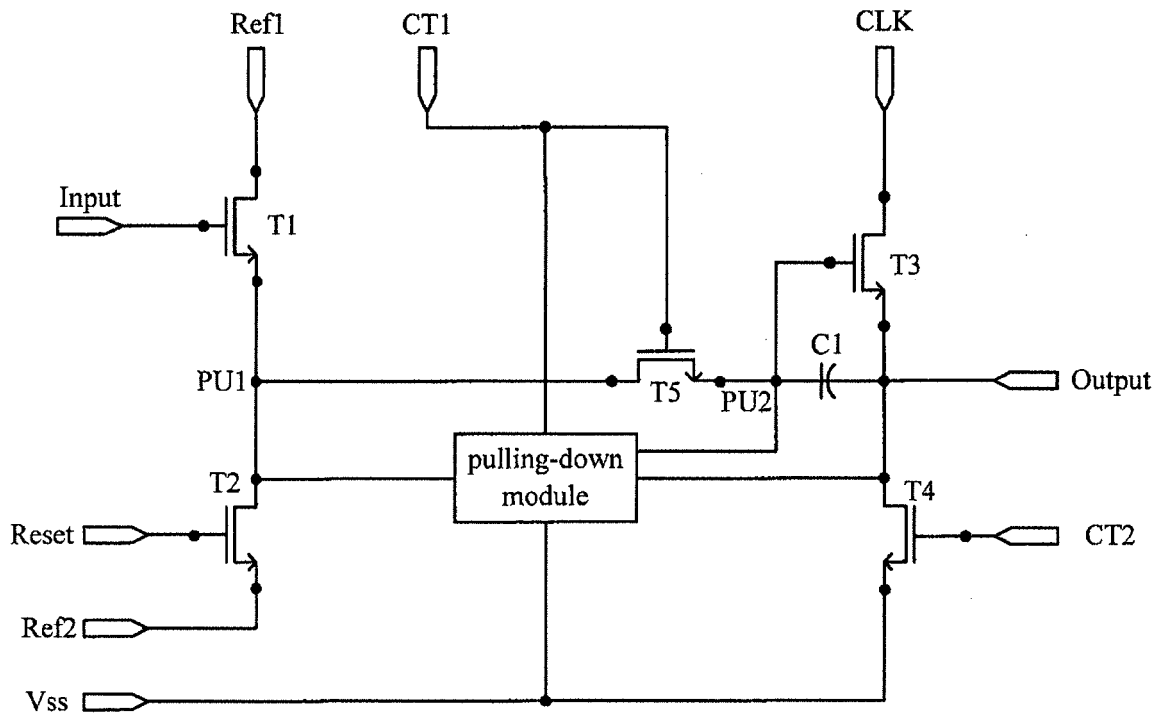 Ref1
CT1
CLK
Input
T1
T3
C1
PU1
T5
PU2
Output
pulling-down
module
T2
T4
Reset
CT2
Ref2
Vss